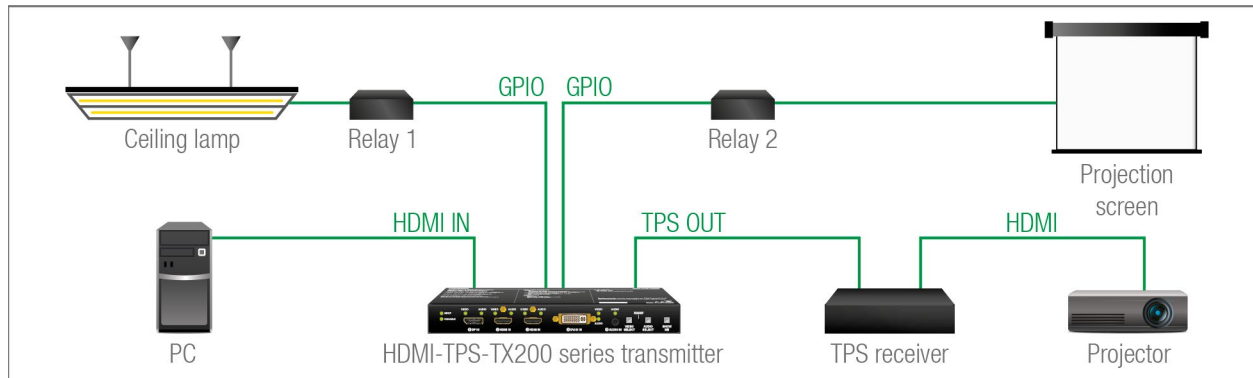 GPIO GPIO
Ceiling lamp
Relay 1
Relay 2
Projection
screen
HDMI IN
TPS OUT
HDMI
PC
HDMI-TPS-TX200 series transmitter
TPS receiver
Projector